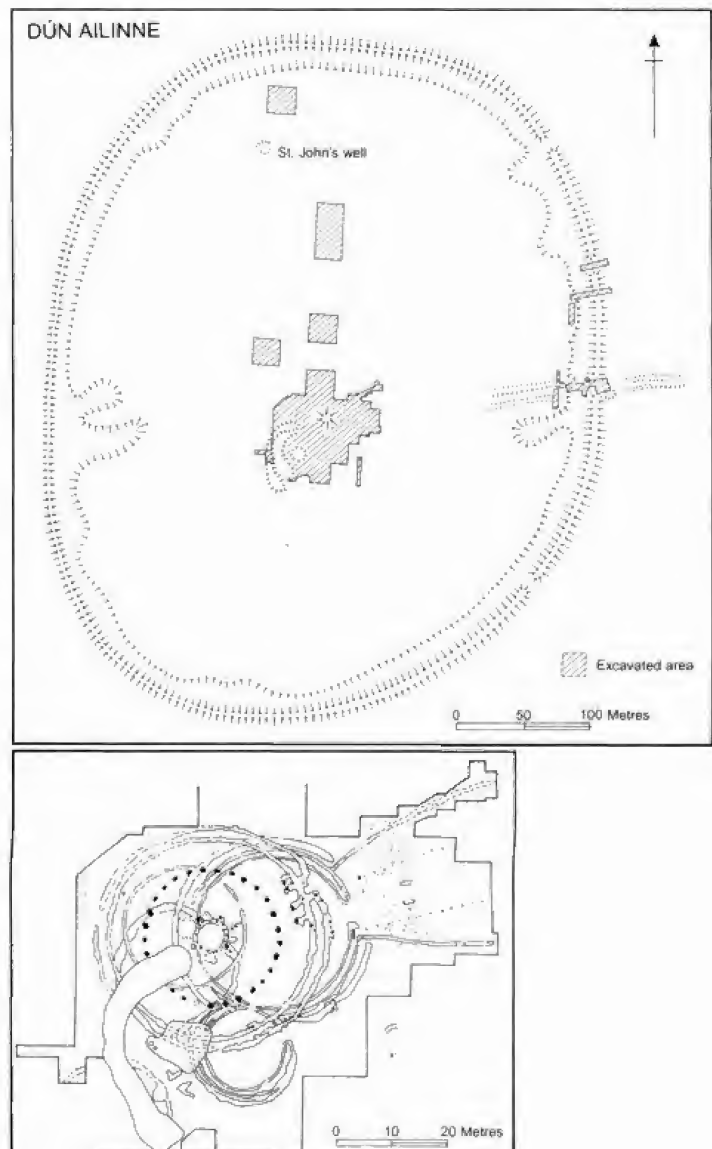 DÚN AILINNE
St. John's well
Excavated area
0 50 100 Metres
0 10 20 Metres